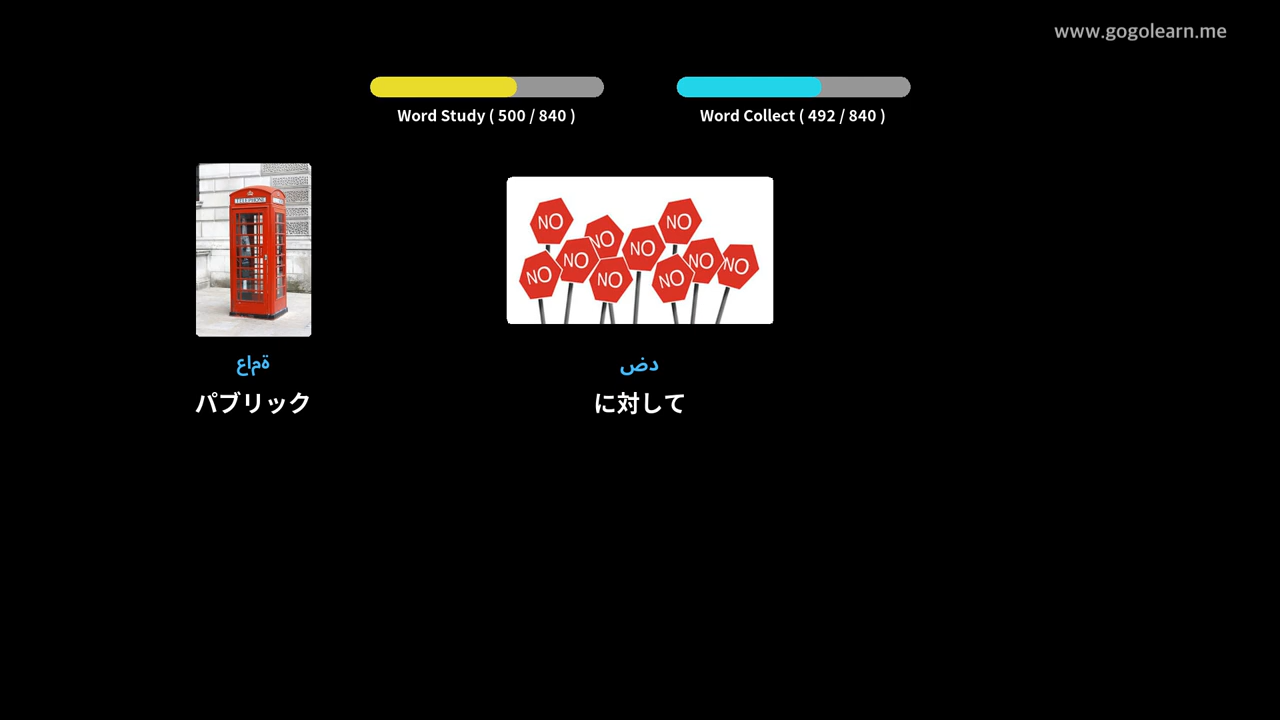 www.gogolearn.me
Word Study ( 500 / 840 )
Word Collect ( 492 / 840 )
TELEPHONE
NO
NO
NO
NO
NO
NO
NO
NO
NO
NO
ةماع
パブリック
دض
に対して